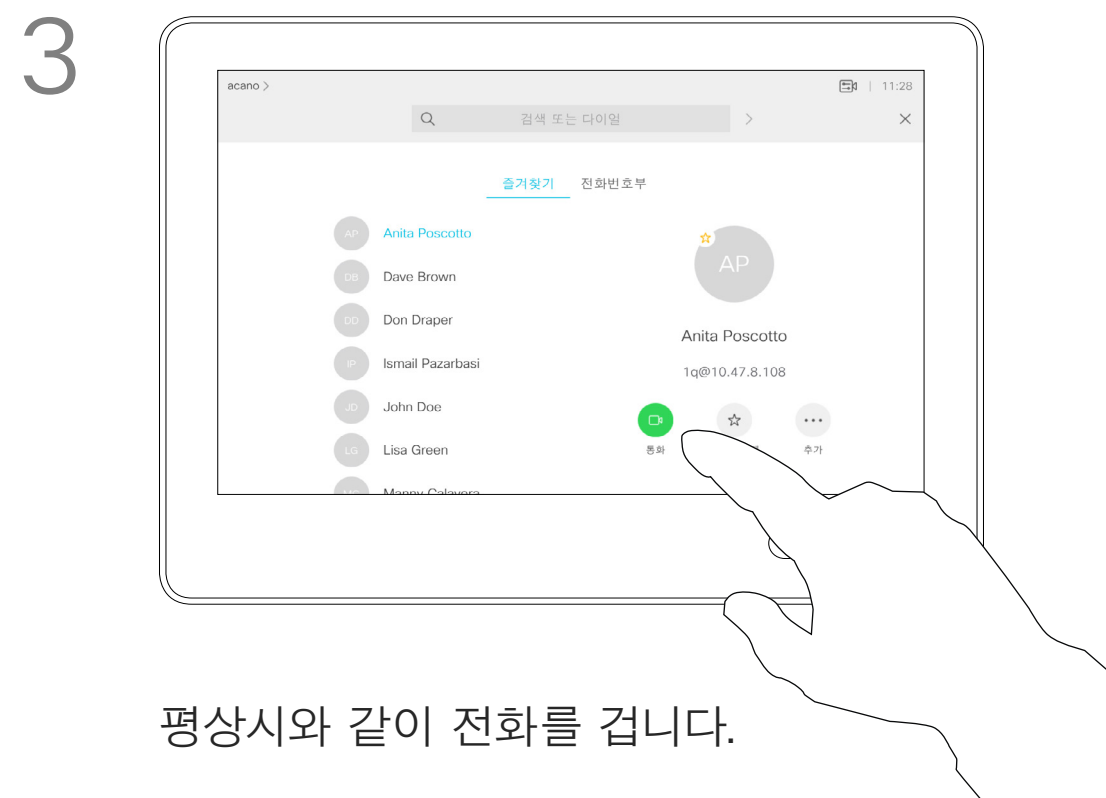 3
acano >
11:28
검색 또는 다이얼
즐겨찾기 전화번호부
AP Anita Poscotto
DB Dave Brown
DD Don Draper
IP Ismail Pazarbasi
JD John Doe
LG Lisa Green
Manny Calavera
AP
Anita Poscotto
1q@10.47.8.108
통화 추가
평상시와 같이 전화를 겁니다.